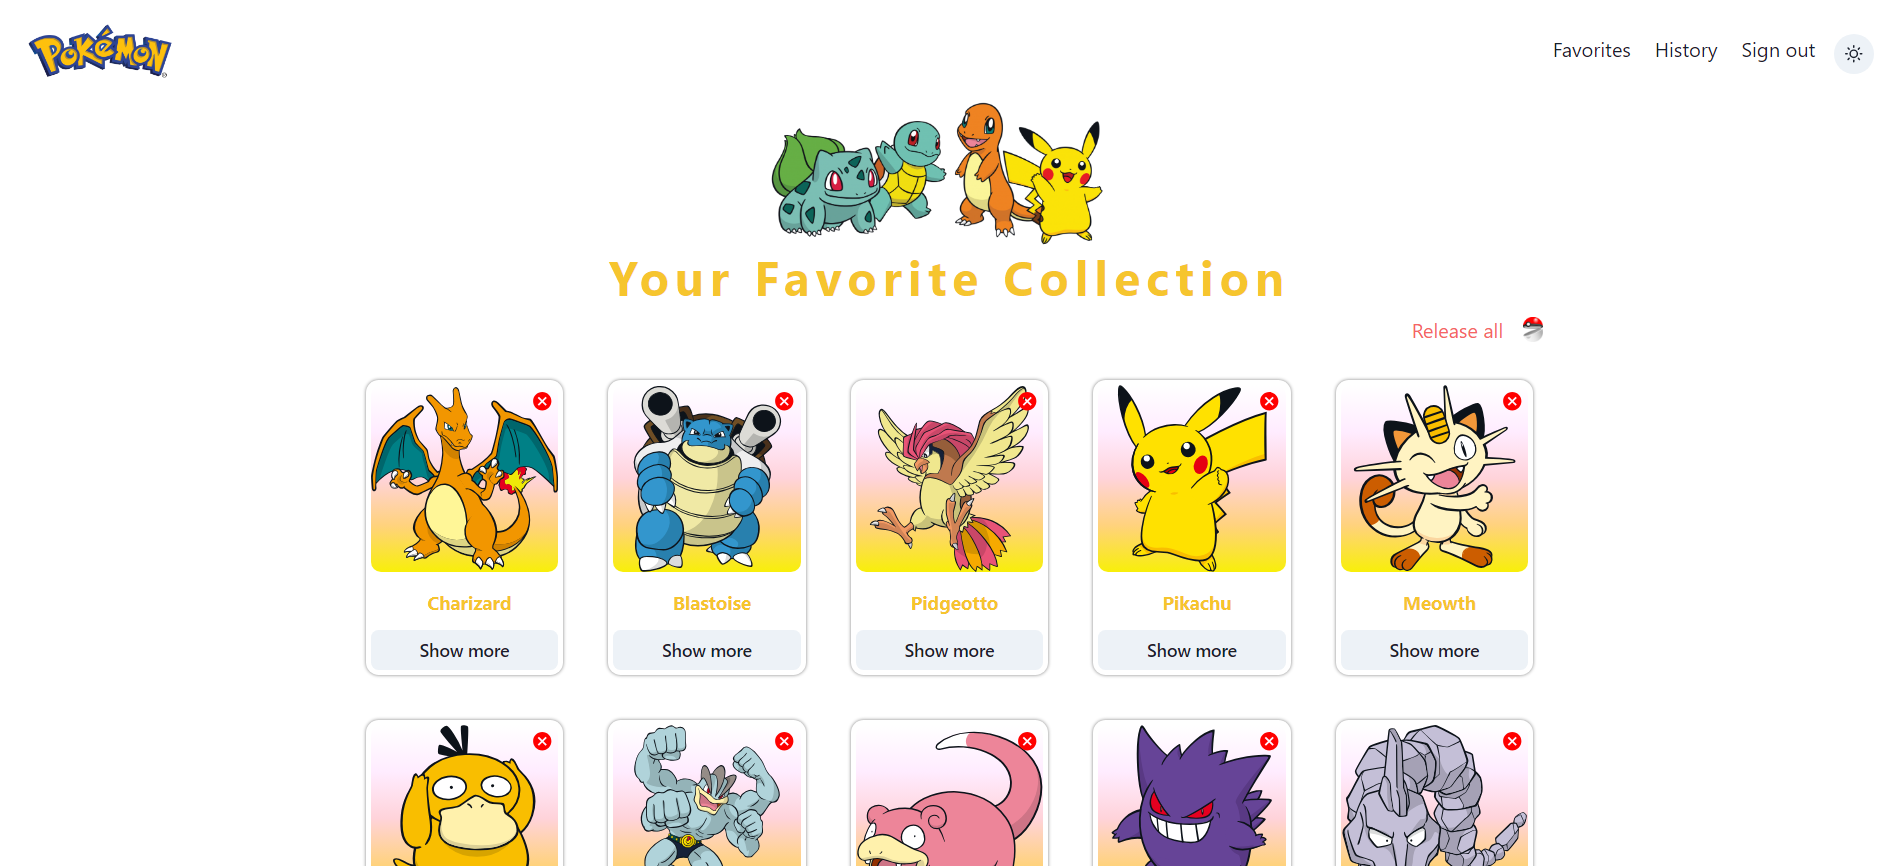 POKéMON
Favorites History Sign out
Your Favorite Collection
Release all
Charizard Blastoise Pidgeotto Pikachu Meowth
Show more Show more Show more Show more Show more